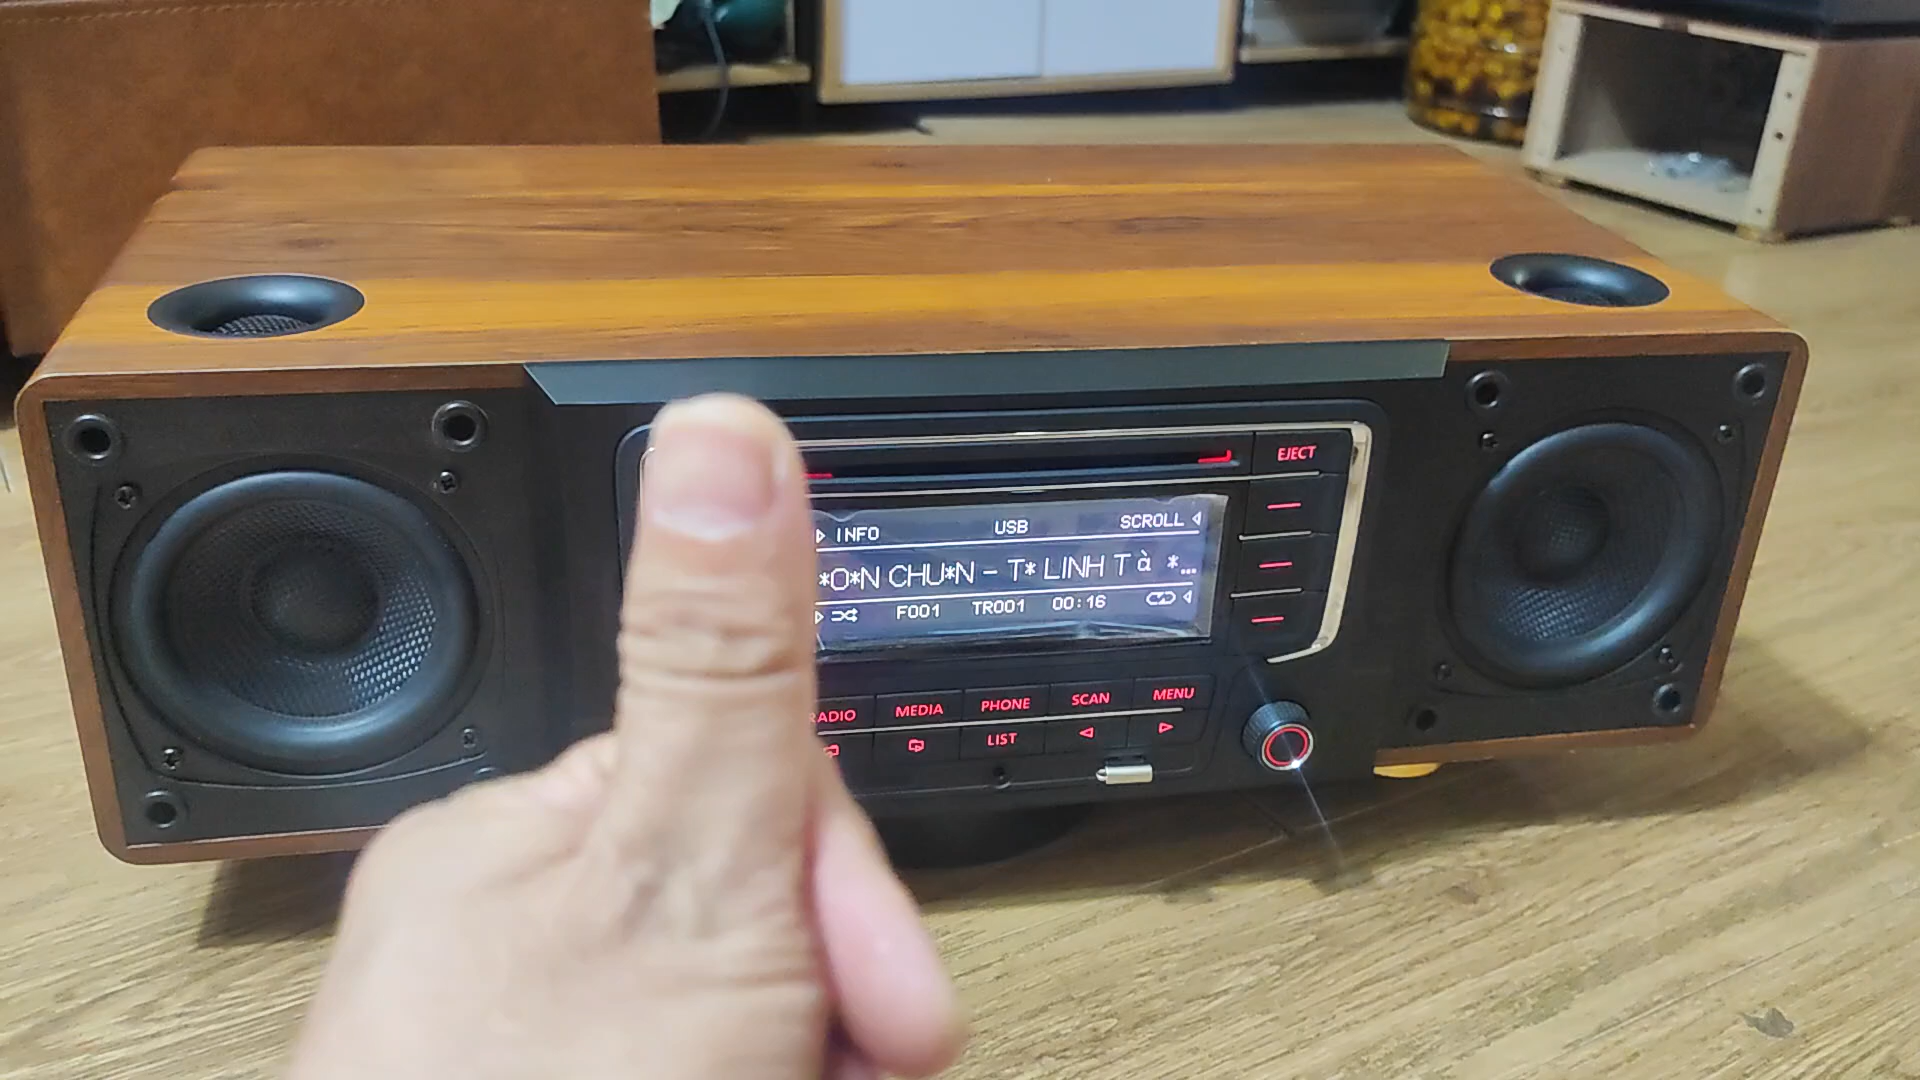 EJECT
INFO USB SCROLL
*O*N CHU*N - T* LINH T à *...
F001 TR001 00:16
RADIO MEDIA PHONE SCAN MENU
LIST